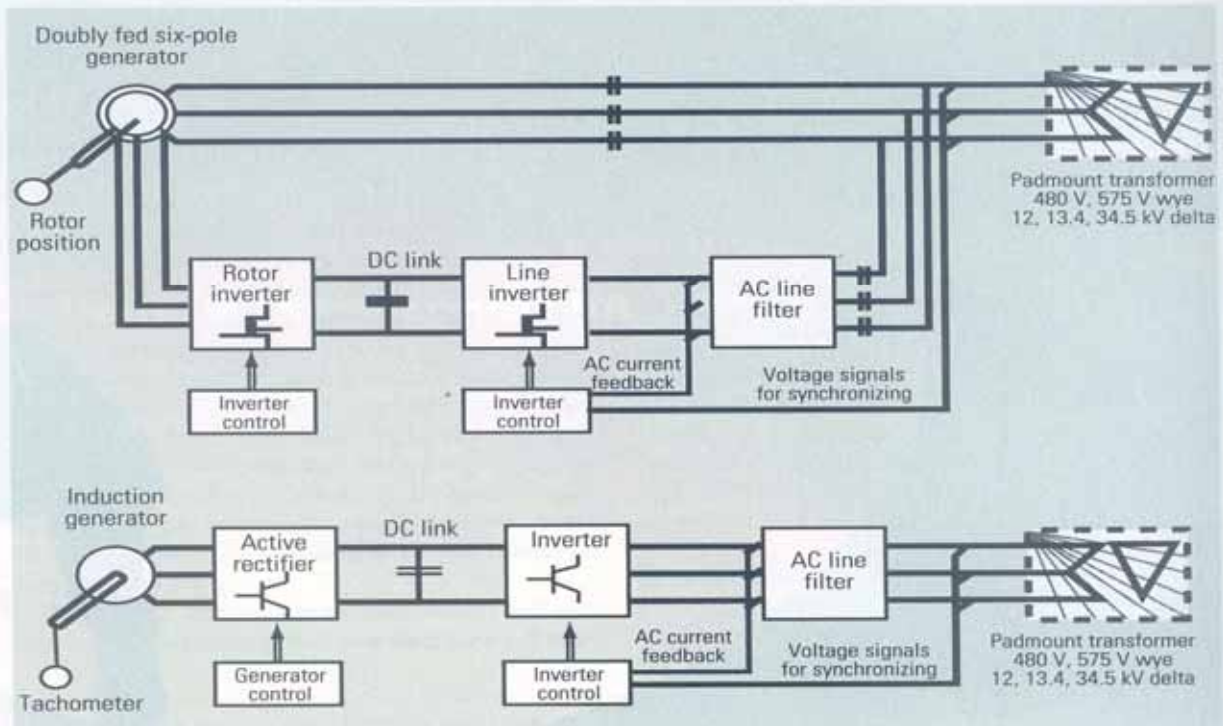 Doubly fed six-pole
generator
Rotor
position
Padmount transformer
480 V, 575 V wye
12, 13.4, 34.5 kV delta
Rotor
inverter
DC link
Line
inverter
AC line
filter
AC current
feedback
Voltage signals
for synchronizing
Inverter
control
Inverter
control
Induction
generator
Active
rectifier
DC link
Inverter
AC line
filter
AC current
feedback
Voltage signals
for synchronizing
Padmount transformer
480 V, 575 V wye
12, 13.4, 34.5 kV delta
Tachometer
Generator
control
Inverter
control